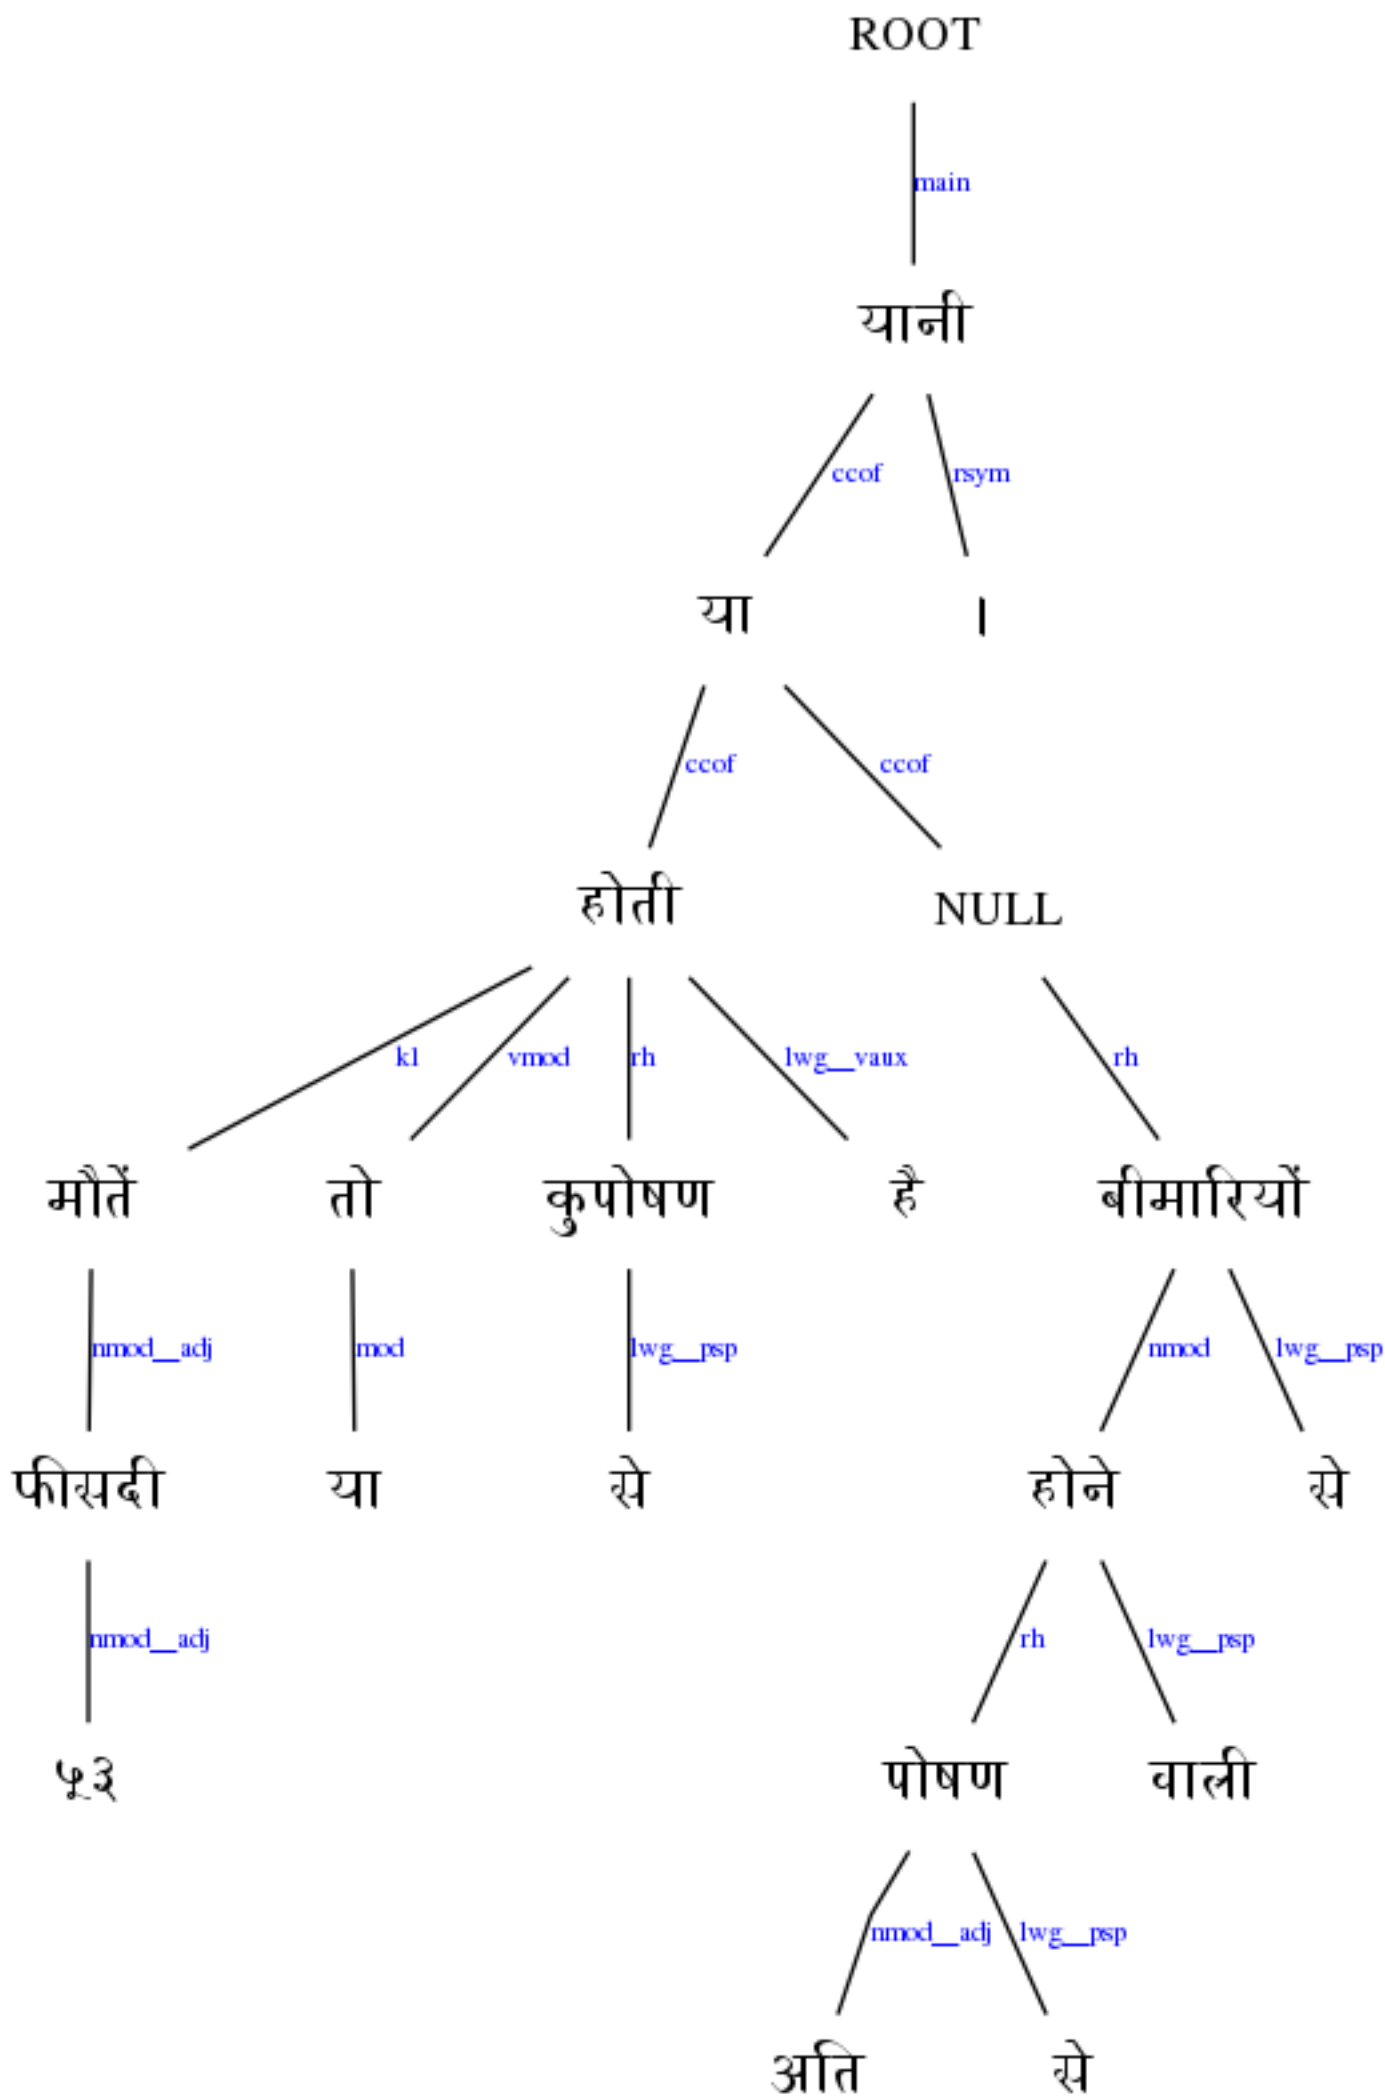 ROOT
main
यानी
ccof rsym
या ।
ccof ccof
होती NULL
k1 vmod rh lwg__vaux rh
मौतें तो कुपोषण है बीमारियों
nmod__adj mod lwg__psp nmod lwg__psp
फीसदी या से होने से
nmod__adj rh lwg__psp
५३ पोषण वाली
nmod__adj lwg__psp
अति से